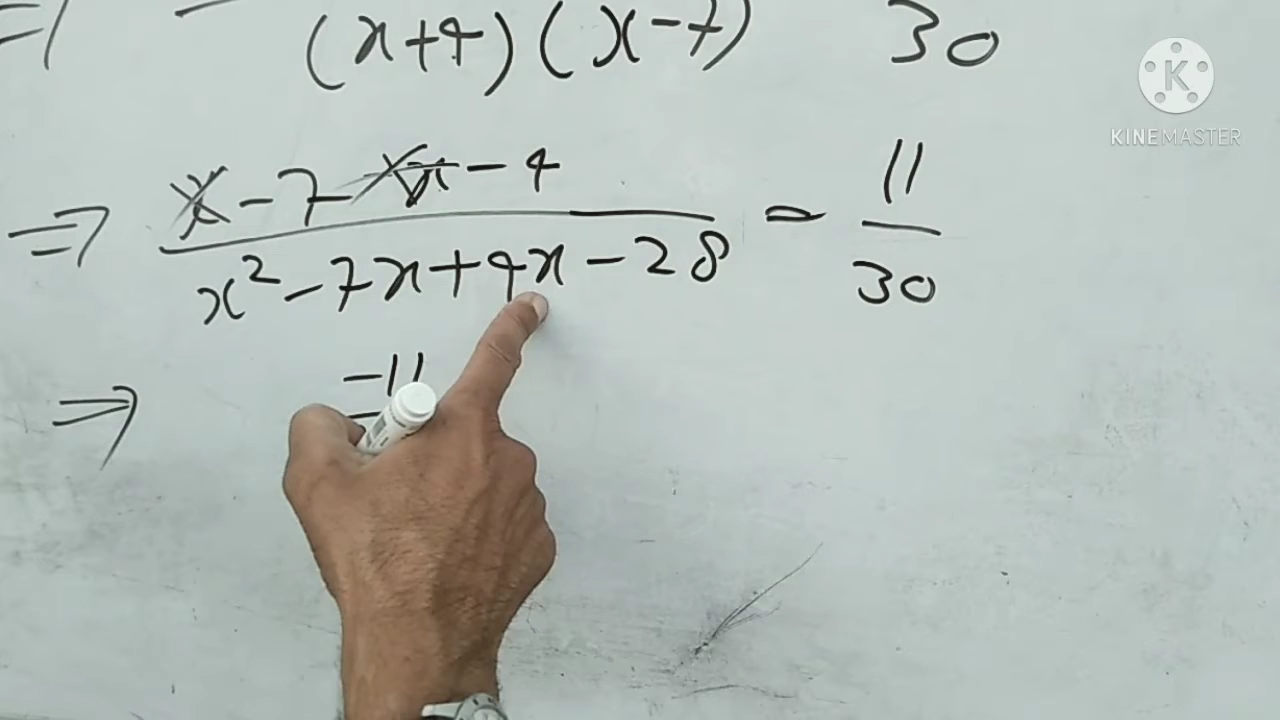 =) (x+4)(x-7) 30
K
KINEMASTER
=> x-7-x-4 / x²-7x+4x-28 = 11/30
=> -11